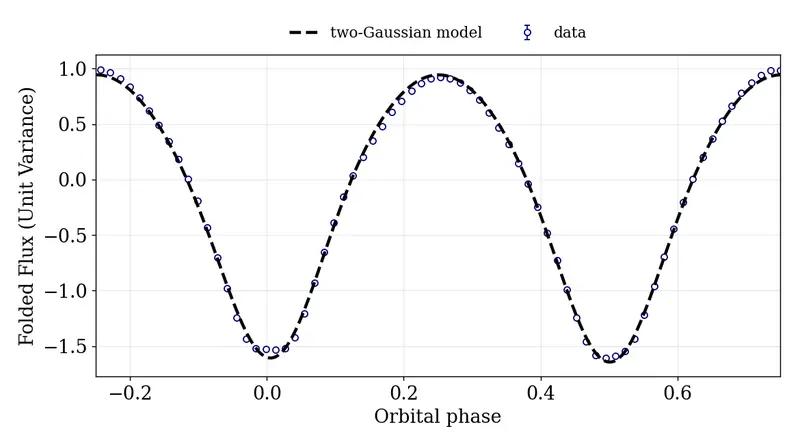 two-Gaussian model data
1.0
0.5
0.0
−0.5
−1.0
−1.5
Folded Flux (Unit Variance)
−0.2 0.0 0.2 0.4 0.6
Orbital phase